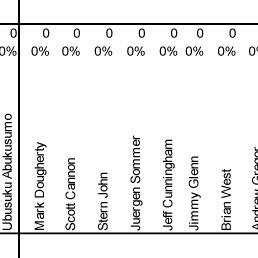 0 0 0 0 0 0 0 0
0% 0% 0% 0% 0% 0% 0% 0% 0%
Ubusuku Abukusumo
Mark Dougherty
Scott Cannon
Stern John
Juergen Sommer
Jeff Cunningham
Jimmy Glenn
Brian West